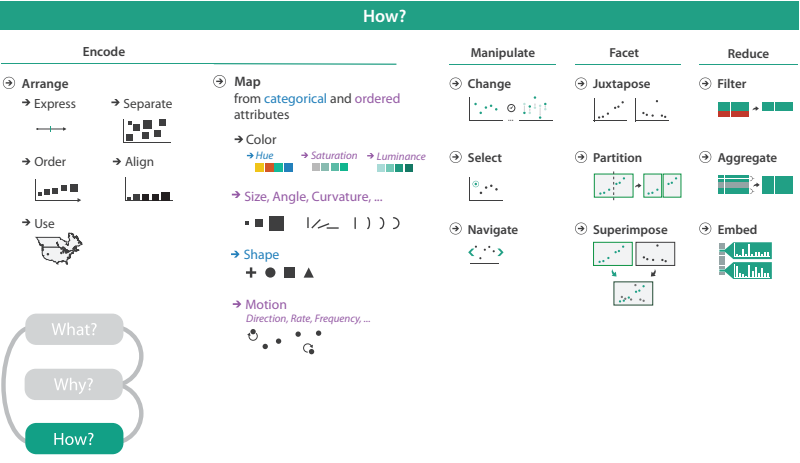 How?
Encode
Arrange
Express
Separate
Order
Align
Use
Map
from categorical and ordered
attributes
Color
Hue
Saturation
Luminance
Size, Angle, Curvature, ...
Shape
Motion
Direction, Rate, Frequency, ...
Manipulate
Change
...
Select
Navigate
Facet
Juxtapose
Partition
Superimpose
Reduce
Filter
Aggregate
Embed
What?
Why?
How?